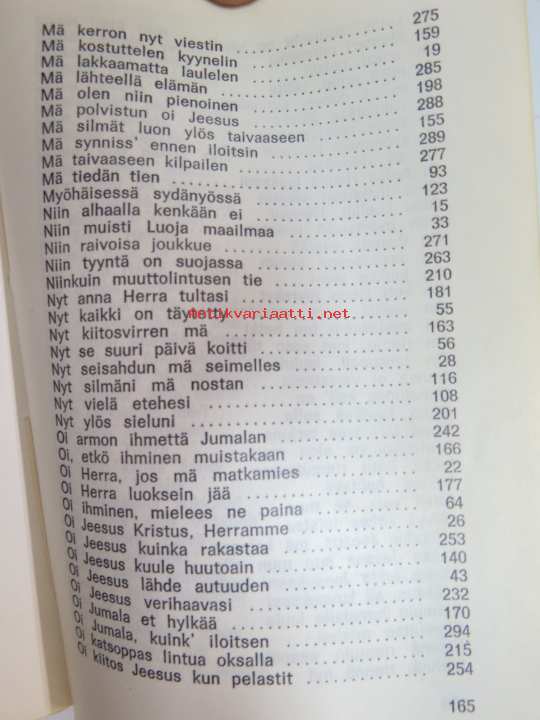 Mä kerron nyt viestin ........ 275
Mä kostuttelen kyynelin ........ 159
Mä lakkaamatta laulelen ........ 19
Mä lähteellä elämän ........ 285
Mä olen niin pienoinen ........ 198
Mä polvistun oi Jeesus ........ 288
Mä silmät luon ylös taivaaseen ........ 155
Mä synniss' ennen iloitsin ........ 289
Mä taivaaseen kilpailen ........ 277
Mä tiedän tien ........ 93
Myöhäisessä sydänyössä ........ 123
Niin alhaalla kenkään ei ........ 15
Niin muisti Luoja maailmaa ........ 33
Niin raivoisa joukkue ........ 271
Niin tyyntä on suojassa ........ 263
Niinkuin muuttolintusen tie ........ 210
Nyt anna Herra tultasi ........ 181
Nyt kaikki on täytetty ........ 55
antikvariaatti.net
Nyt kiitosvirren mä ........ 163
Nyt se suuri päivä koitti ........ 56
Nyt seisahdun mä seimelles ........ 28
Nyt silmäni mä nostan ........ 116
Nyt vielä etehesi ........ 108
Nyt ylös sieluni ........ 201
Oi armon ihmettä Jumalan ........ 242
Oi, etkö ihminen muistakaan ........ 166
Oi Herra, jos mä matkamies ........ 22
Oi Herra luoksein jää ........ 177
Oi ihminen, mielees ne paina ........ 64
Oi Jeesus Kristus, Herramme ........ 26
Oi Jeesus kuinka rakastaa ........ 253
Oi Jeesus kuule huutoain ........ 140
Oi Jeesus lähde autuuden ........ 43
Oi Jeesus verihaavasi ........ 232
Oi Jumala et hylkää ........ 170
Oi Jumala, kuink' iloitsen ........ 294
Oi katsoppas lintua oksalla ........ 215
Oi kiitos Jeesus kun pelastit ........ 254
165